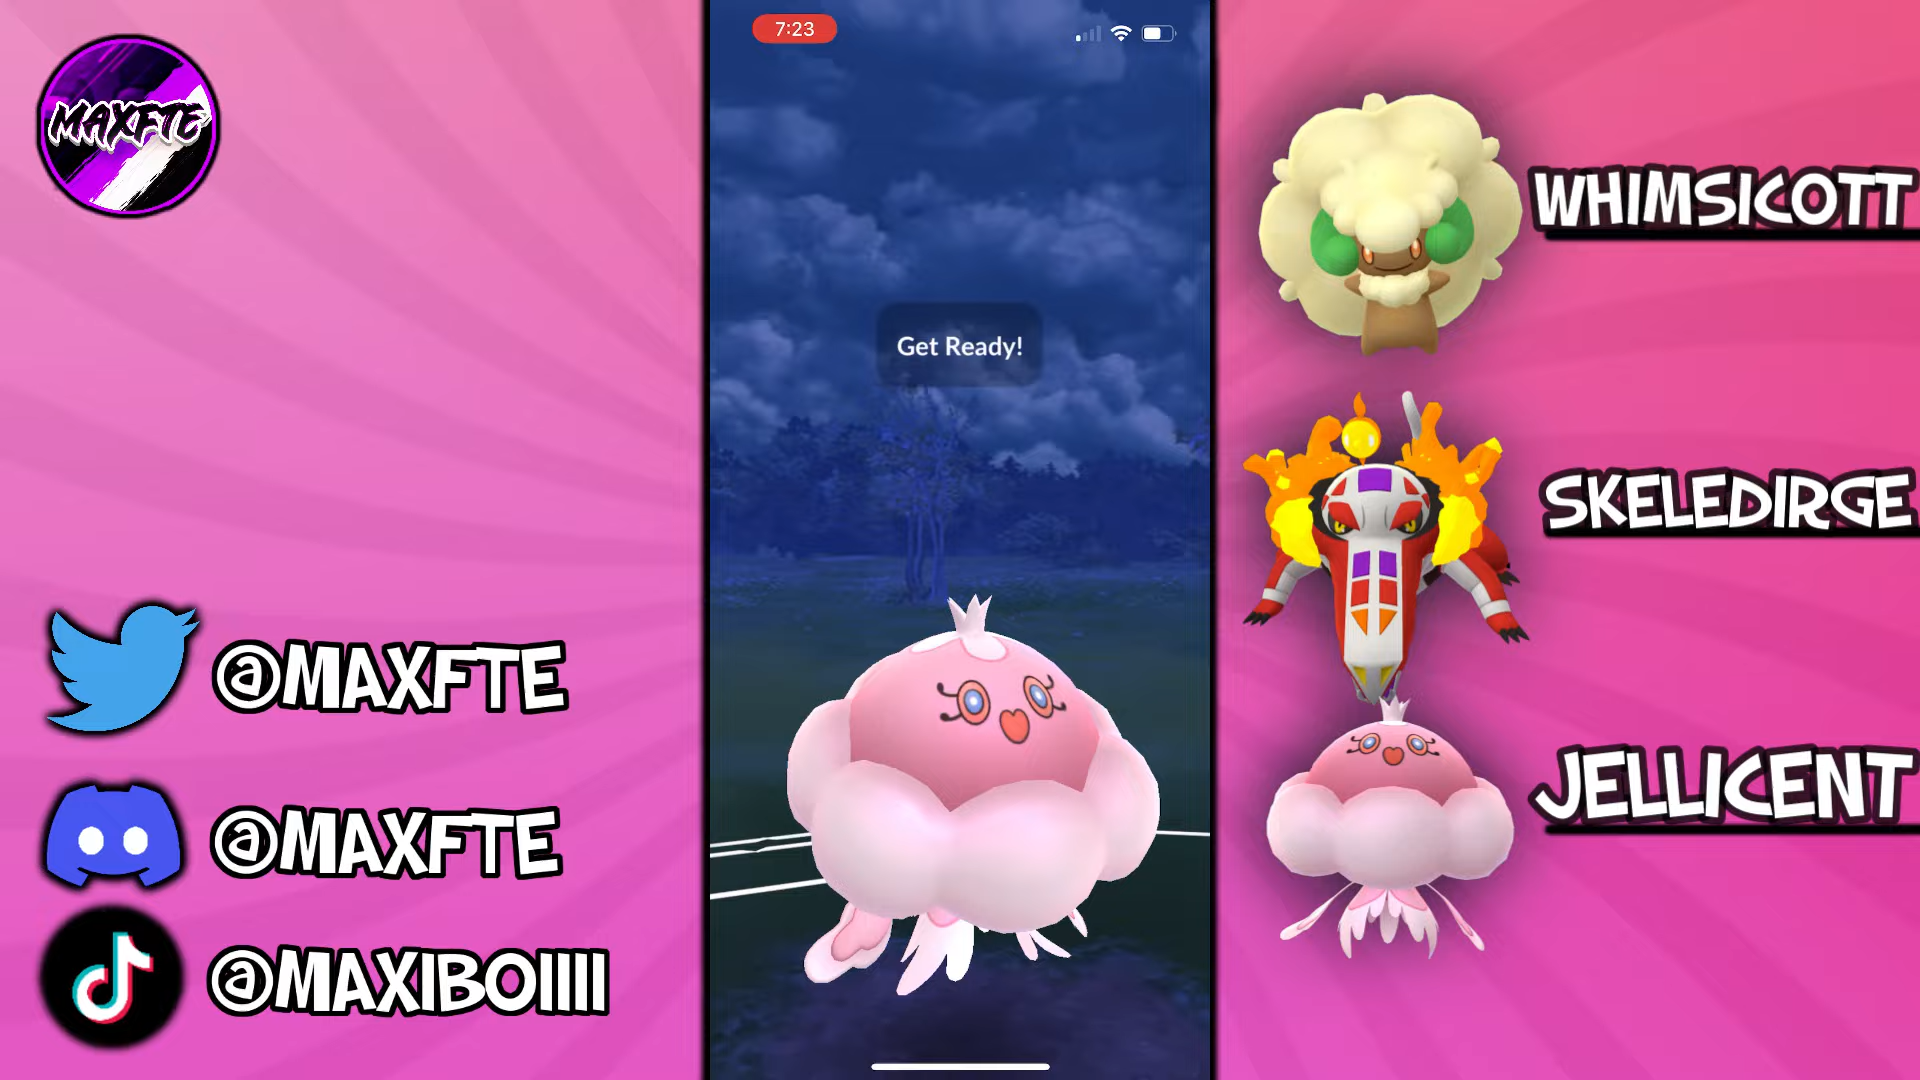 MAXFTE
7:23
Get Ready!
WHIMSICOTT
SKELEDIRGE
JELLICENT
@MAXFTE
@MAXFTE
@MAXIBOIIII